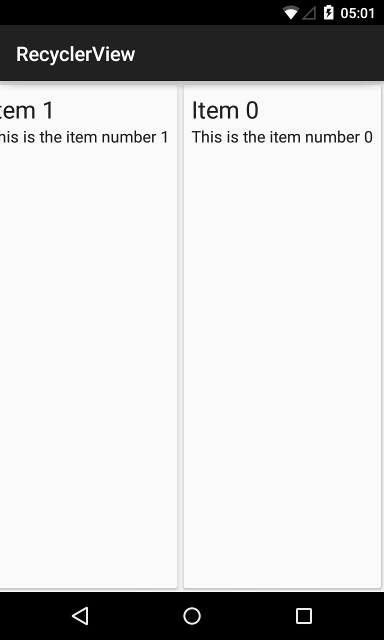 05:01
RecyclerView
tem 1
his is the item number 1
Item 0
This is the item number 0